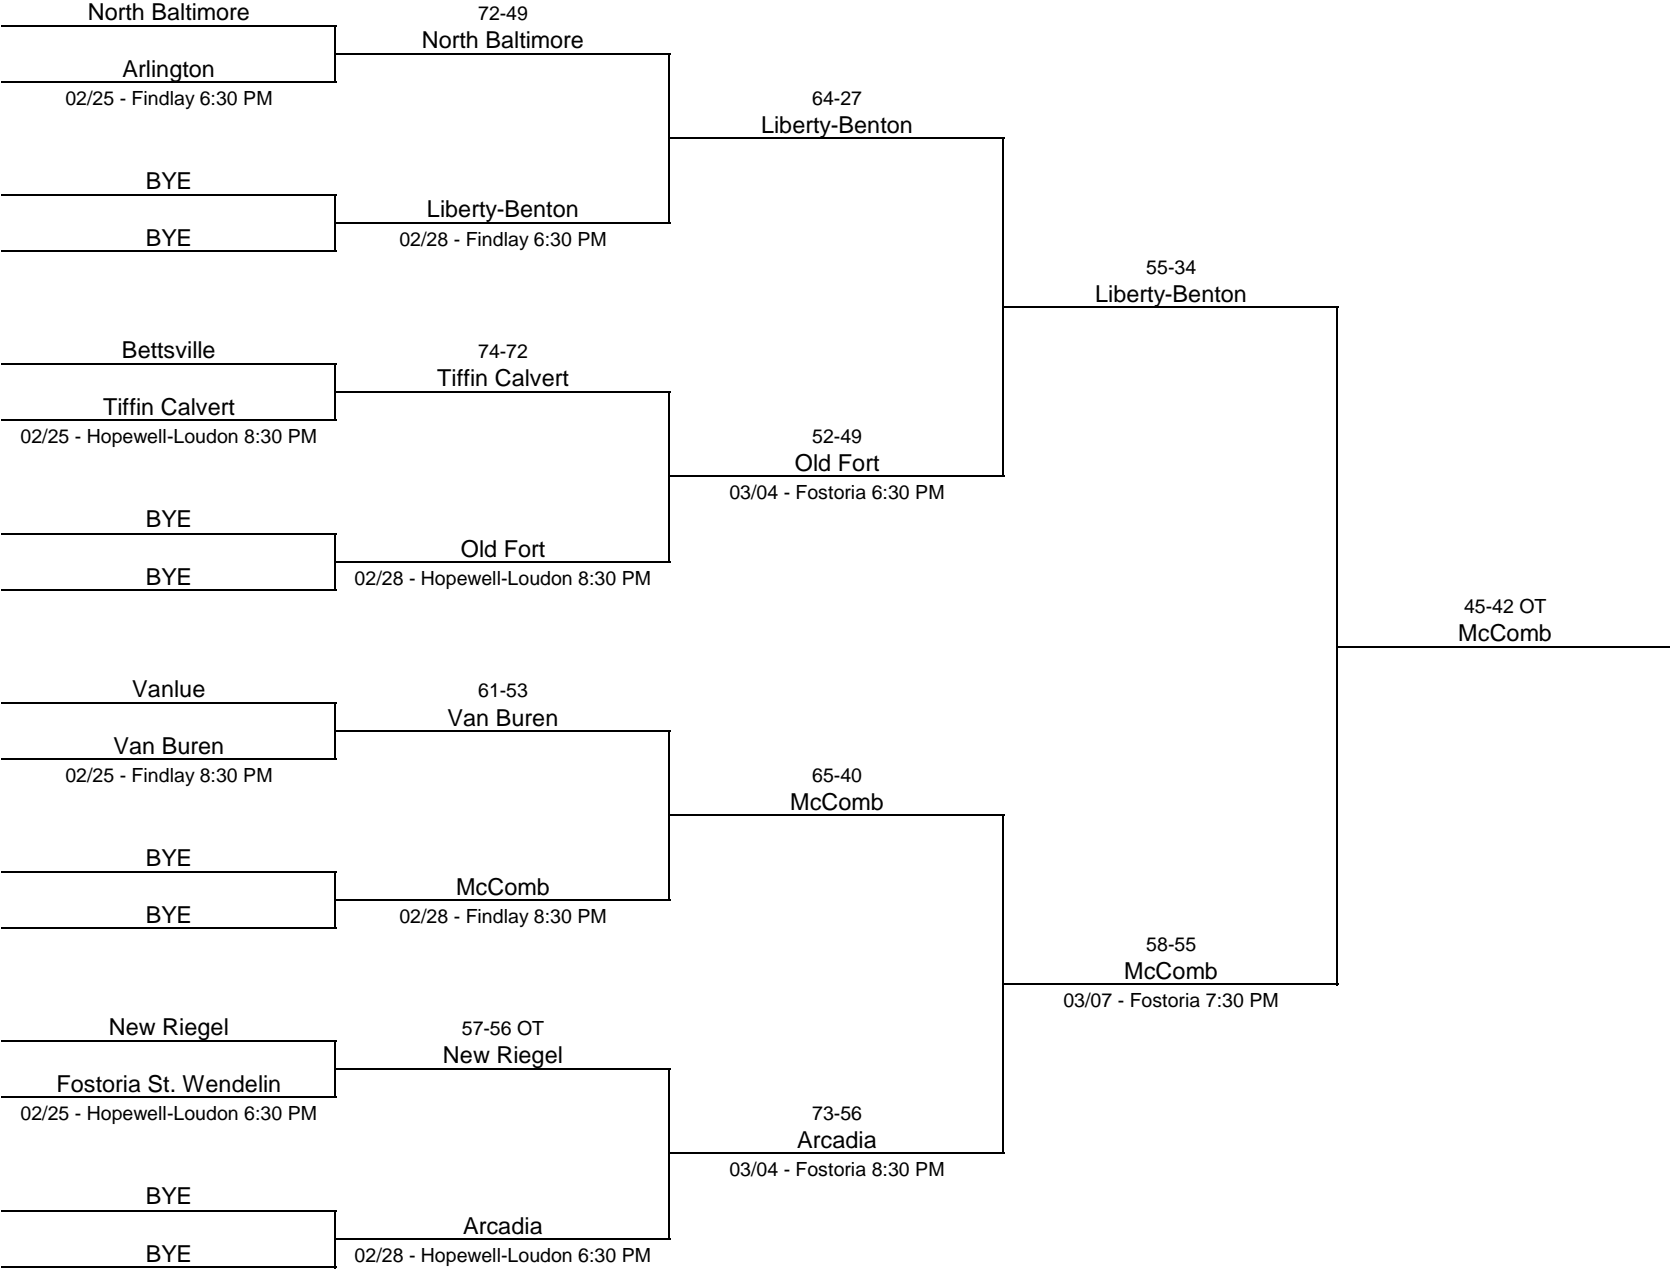 North Baltimore
Arlington
02/25 - Findlay 6:30 PM
BYE
BYE
Bettsville
Tiffin Calvert
02/25 - Hopewell-Loudon 8:30 PM
BYE
BYE
Vanlue
Van Buren
02/25 - Findlay 8:30 PM
BYE
BYE
New Riegel
Fostoria St. Wendelin
02/25 - Hopewell-Loudon 6:30 PM
BYE
BYE
72-49
North Baltimore
Liberty-Benton
02/28 - Findlay 6:30 PM
74-72
Tiffin Calvert
Old Fort
02/28 - Hopewell-Loudon 8:30 PM
61-53
Van Buren
McComb
02/28 - Findlay 8:30 PM
57-56 OT
New Riegel
Arcadia
02/28 - Hopewell-Loudon 6:30 PM
64-27
Liberty-Benton
52-49
Old Fort
03/04 - Fostoria 6:30 PM
65-40
McComb
73-56
Arcadia
03/04 - Fostoria 8:30 PM
55-34
Liberty-Benton
58-55
McComb
03/07 - Fostoria 7:30 PM
45-42 OT
McComb